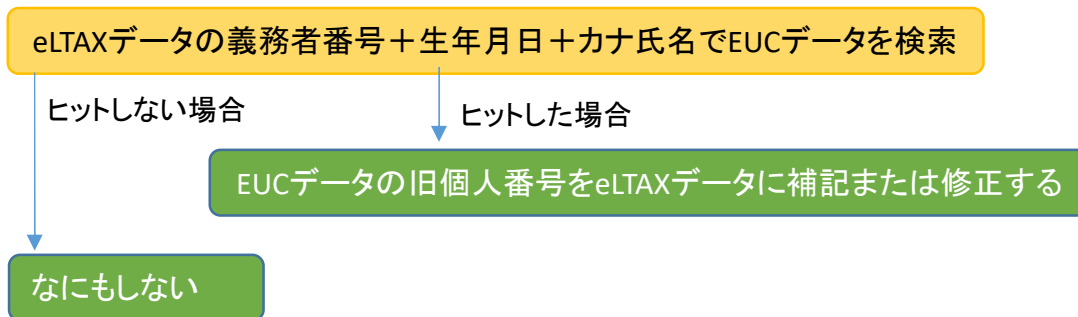 eLTAXデータの義務者番号＋生年月日＋カナ氏名でEUCデータを検索
ヒットしない場合
ヒットした場合
EUCデータの旧個人番号をeLTAXデータに補記または修正する
なにもしない